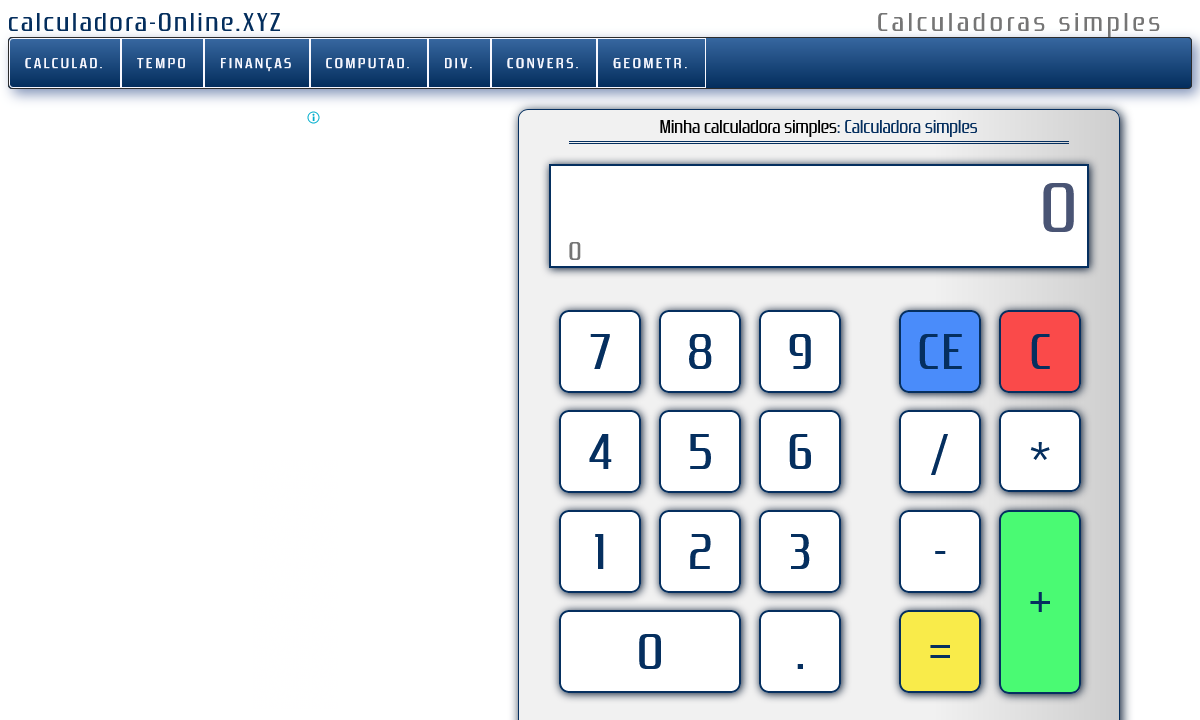 calculadora-Online.XYZ
Calculadoras simples
CALCULAD. TEMPO FINANÇAS COMPUTAD. DIV. CONVERS. GEOMETR.
Minha calculadora simples: Calculadora simples
0
0
7 8 9 CE C
4 5 6 / *
1 2 3 -
+
0 . =